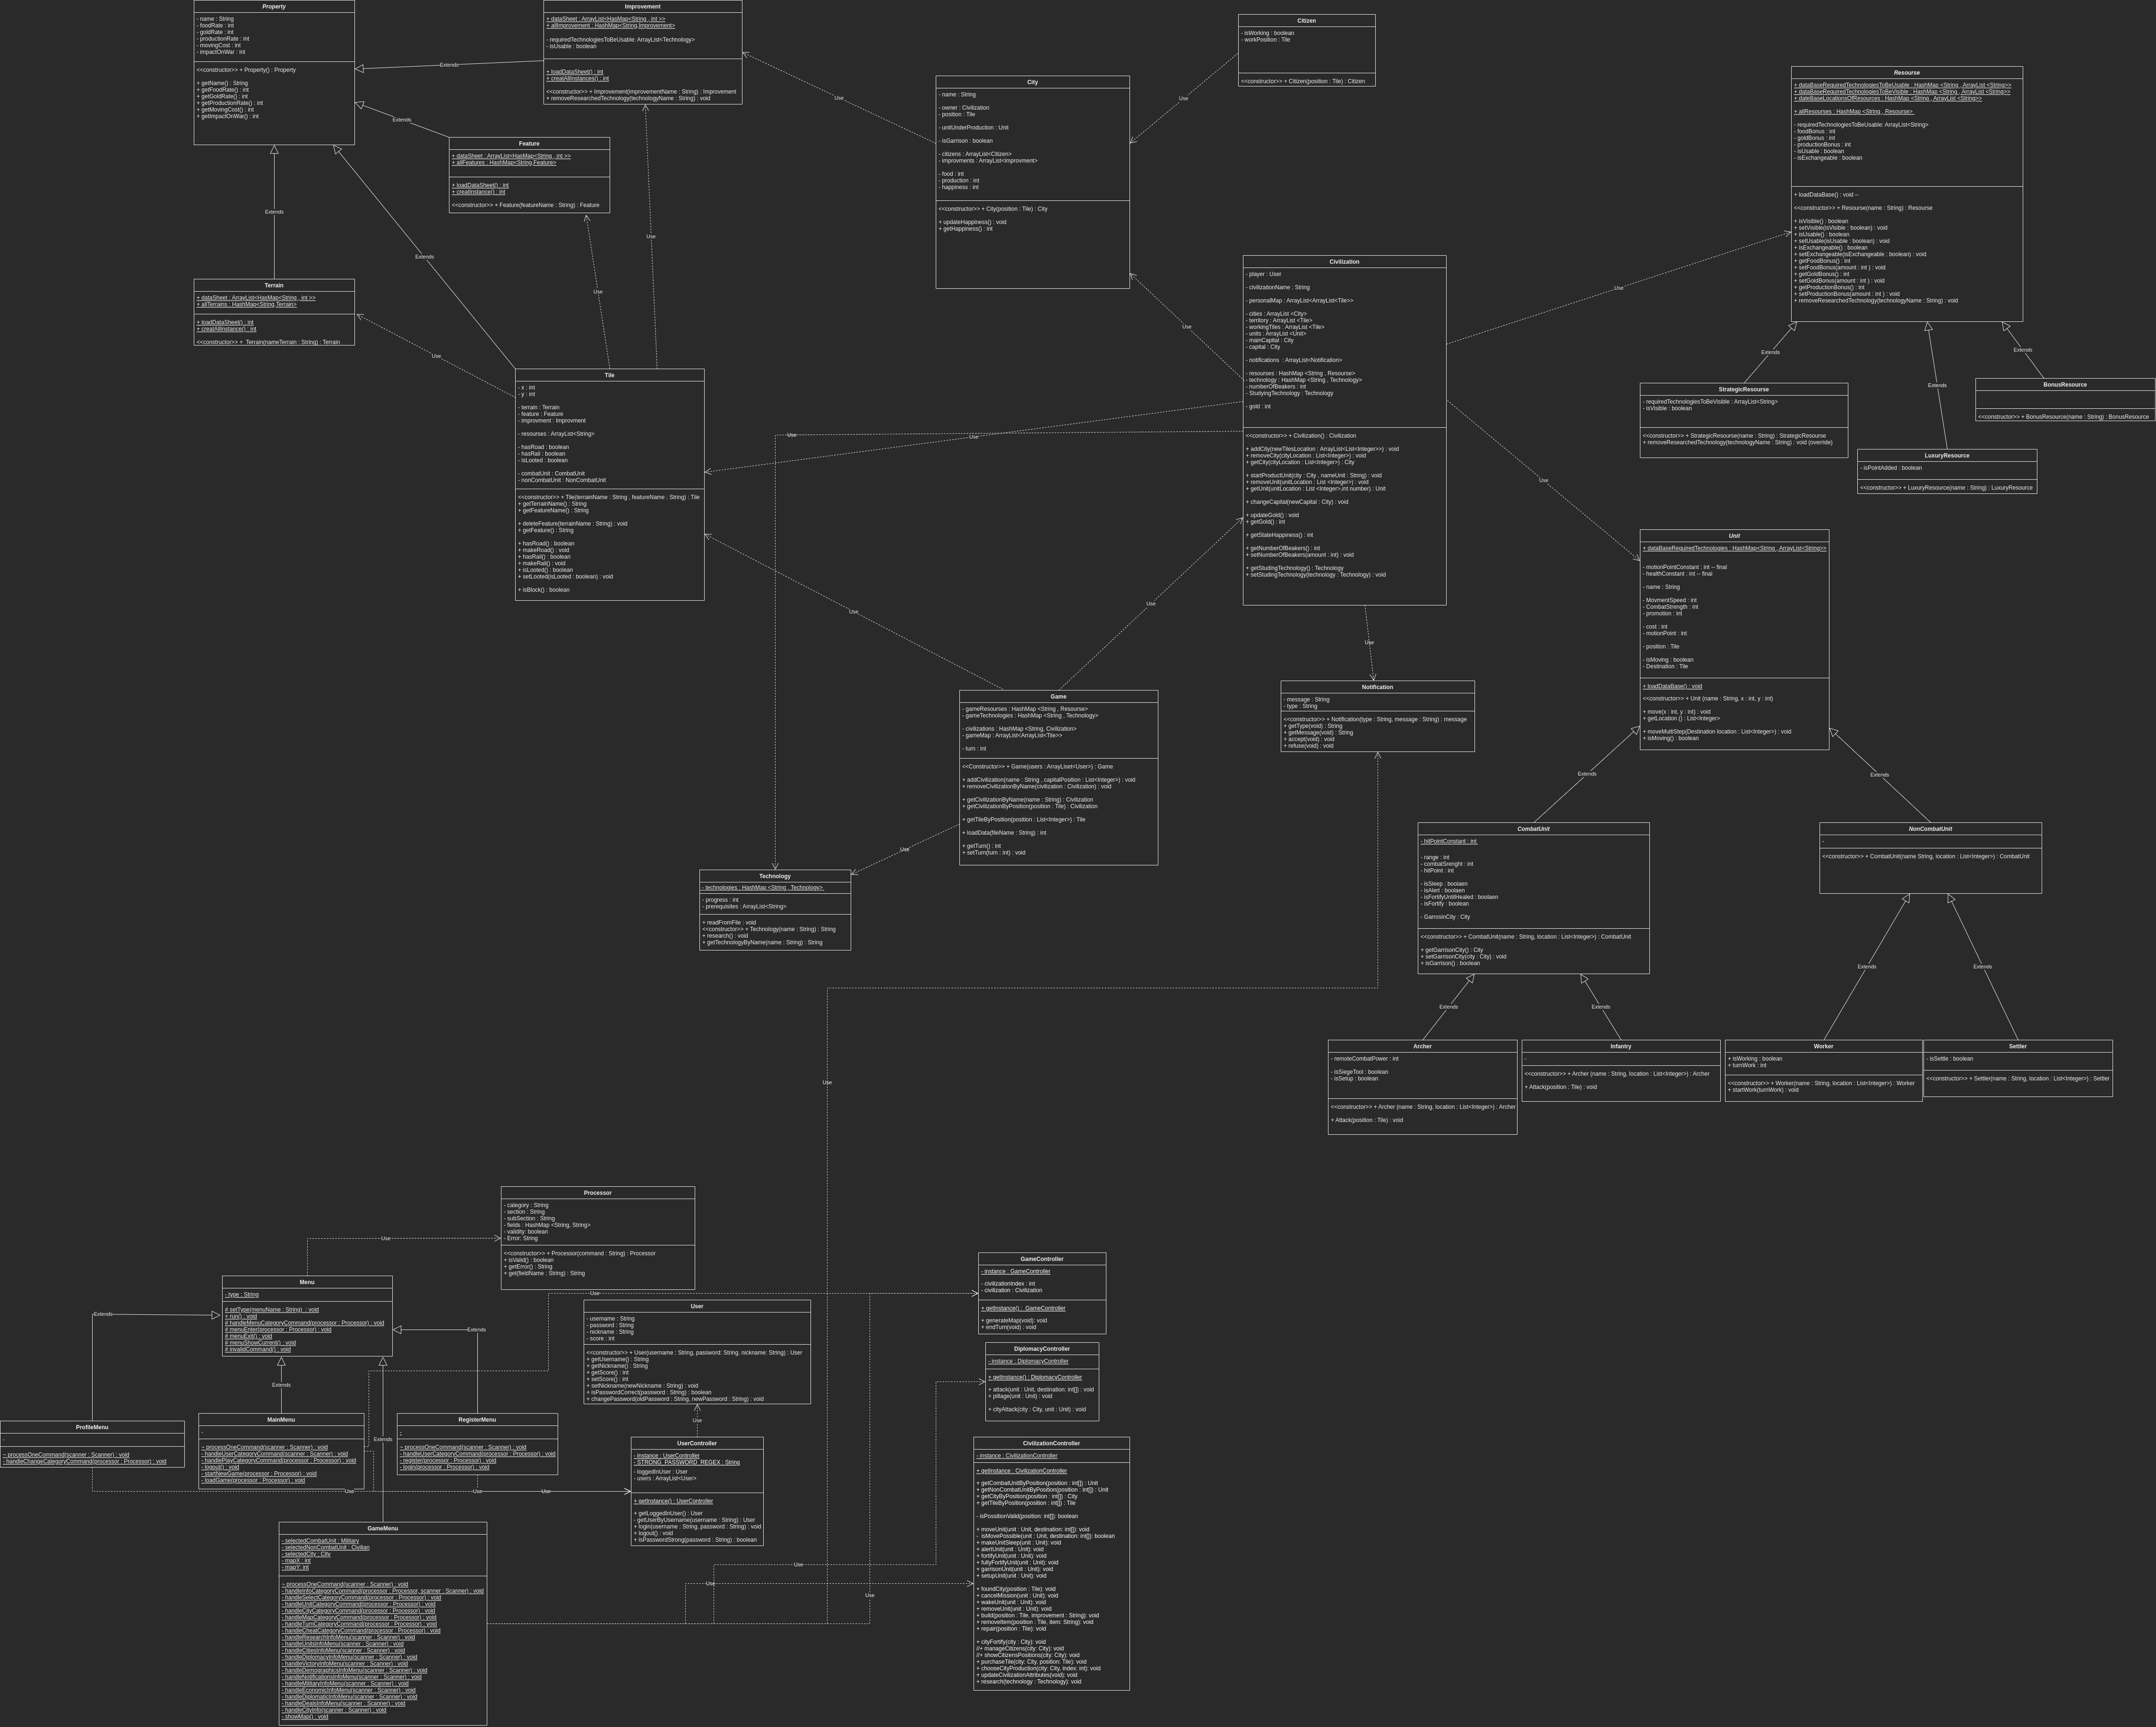 Property
- name : String
- foodRate : int
- goldRate : int
- productionRate : int
- movingCost : int
- impactOnWar : int
<<constructor>> + Property() : Property
+ getName() : String
+ getFoodRate() : int
+ getGoldRate() : int
+ getProductionRate() : int
+ getMovingCost() : int
+ getImpactOnWar() : int
Improvement
+ dataSheet : ArrayList<HasMap<String , int >>
+ allImprovement : HashMap<String,Improvement>
- requiredTechnologiesToBeUsable: ArrayList<Technology>
- isUsable : boolean
+ loadDataSheet() : int
+ creatAllInstances() : int
<<constructor>> + Improvement(improvementName : String) : Improvement
+ removeResearchedTechnology(technologyName : String) : void
Extends
Extends
Extends
Extends
Feature
+ dataSheet : ArrayList<HasMap<String , int >>
+ allFeatures : HashMap<String,Feature>
+ loadDataSheet() : int
+ creatInstance() : int
<<constructor>> + Feature(featureName : String) : Feature
Use
Use
Use
Use
Use
Terrain
+ dataSheet : ArrayList<HasMap<String , int >>
+ allTerrains : HashMap<String,Terrain>
+ loadDataSheet() : int
+ creatAllInstance() : int
<<constructor>> + Terrain(nameTerrain : String) : Terrain
City
- name : String
- owner : Civilization
- position : Tile
- unitUnderProduction : Unit
- isGarrison : boolean
- citizens : ArrayList<Citizen>
- improvments : ArrayList<improvment>
- food : int
- production : int
- happiness : int
<<constructor>> + City(position : Tile) : City
+ updateHappiness() : void
+ getHappiness() : int
Citizen
- isWorking : boolean
- workPosition : Tile
<<constructor>> + Citizen(position : Tile) : Citizen
Resourse
+ dataBaseRequiredTechnologiesToBeUsable : HashMap <String , ArrayList <String>>
+ dataBaseRequiredTechnologiesToBeVisible : HashMap <String , ArrayList <String>>
+ dateBaseLocationsOfResources : HashMap <String , ArrayList <String>>
+ allResourses : HashMap <String , Resourse>
- requiredTechnologiesToBeUsable: ArrayList<String>
- foodBonus : int
- goldBonus : int
- productionBonus : int
- isUsable : boolean
- isExchangeable : boolean
+ loadDataBase() : void --
<<constructor>> + Resourse(name : String) : Resourse
+ isVisible() : boolean
+ setVisible(isVisible : boolean) : void
+ isUsable() : boolean
+ setUsable(isUsable : boolean) : void
+ isExchangeable() : boolean
+ setExchangeable(isExchangeable : boolean) : void
+ getFoodBonus() : int
+ setFoodBonus(amount : int ) : void
+ getGoldBonus() : int
+ setGoldBonus(amount : int ) : void
+ getProductionBonus() : int
+ setProductionBonus(amount : int ) : void
+ removeResearchedTechnology(technologyName : String) : void
Extends
Extends
Extends
StrategicResourse
- requiredTechnologiesToBeVisible : ArrayList<String>
- isVisible : boolean
<<constructor>> + StrategicResourse(name : String) : StrategicResourse
+ removeResearchedTechnology(technologyName : String) : void (override)
LuxuryResource
- isPointAdded : boolean
<<constructor>> + LuxuryResource(name : String) : LuxuryResource
BonusResource
<<constructor>> + BonusResource(name : String) : BonusResource
Tile
- x : int
- y : int
- terrain : Terrain
- feature : Feature
- improvment : Improvment
- resourses : ArrayList<String>
- hasRoad : boolean
- hasRail : boolean
- isLooted : boolean
- combatUnit : CombatUnit
- nonCombatUnit : NonCombatUnit
<<constructor>> + Tile(terrainName : String , featureName : String) : Tile
+ getTerrainName() : String
+ getFeatureName() : String
+ deleteFeature(terrainName : String) : void
+ getFeature() : String
+ hasRoad() : boolean
+ makeRoad() : void
+ hasRail() : boolean
+ makeRail() : void
+ isLooted() : boolean
+ setLooted(IsLooted : boolean) : void
+ isBlock() : boolean
Civilization
- player : User
- civilizationName : String
- personalMap : ArrayList<ArrayList<Tile>>
- cities : ArrayList <City>
- territory : ArrayList <Tile>
- workingTiles : ArrayList <Tile>
- units : ArrayList <Unit>
- mainCapital : City
- capital : City
- notifications : ArrayList<Notification>
- resourses : HashMap <String , Resourse>
- technology : HashMap <String , Technology>
- numberOfBeakers : int
- StudyingTechnology : Technology
- gold : int
<<constructor>> + Civilization() : Civilization
+ addCity(newTilesLocation : ArrayList<List<Integer>>) : void
+ removeCity(cityLocation : List<Integer>) : void
+ getCity(cityLocation : List<Integer>) : City
+ startProductUnit(city : City , nameUnit : String) : void
+ removeUnit(unitLocation : List <Integer>) : void
+ getUnit(unitLocation : List <Integer>,int number) : Unit
+ changeCapital(newCapital : City) : void
+ updateGold() : void
+ getGold() : int
+ getStateHappiness() : int
+ getNumberOfBeakers() : int
+ setNumberOfBeakers(amount : int) : void
+ getStudingTechnology() : Technology
+ setStudingTechnology(technology : Technology) : void
Use
Use
Use
Use
Use
Use
Use
Use
Use
Unit
+ dataBaseRequiredTechnologies : HashMap<String , ArrayList<String>>
- motionPointConstant : int -- final
- healthConstant : int -- final
- name : String
- MovmentSpeed : int
- CombatStrength : int
- promotion : int
- cost : int
- motionPoint : int
- position : Tile
- isMoving : boolean
- Destination : Tile
+ loadDataBase() : void
<<constructor>> + Unit (name : String, x : int, y : int)
+ move(x : int, y : int) : void
+ getLocation () : List<Integer>
+ moveMultiStep(Destination location : List<Integer>) : void
+ isMoving() : boolean
Game
- gameResourses : HashMap <String , Resourse>
- gameTechnologies : HashMap <String , Technology>
- civilizations : HashMap <String, Civilization>
- gameMap : ArrayList<ArrayList<Tile>>
- turn : int
<<Constructor>> + Game(users : ArrayLiset<User>) : Game
+ addCivilization(name : String , capitalPosition : List<Integer>) : void
+ removeCivilizationByName(civilization : Civilization) : void
+ getCivilizationByName(name : String) : Civilization
+ getCivilizationByPosition(position : Tile) : Civilization
+ getTileByPosition(position : List<Integer>) : Tile
+ loadData(fileName : String) : int
+ getTurn() : int
+ setTurn(turn : int) : void
Notification
- message : String
- type : String
<<constructor>> + Notification(type : String, message : String) : message
+ getType(void) : String
+ getMessage(void) : String
+ accept(void) : void
+ refuse(void) : void
Technology
- technologies : HashMap <String , Technology>
- progress : int
- prerequisites : ArrayList<String>
+ readFromFile : void
<<constructor>> + Technology(name : String) : String
+ research() : void
+ getTechnologyByName(name : String) : String
Extends
Extends
CombatUnit
- hitPointConstant : int
- range : int
- combatSrenght : int
- hitPoint : int
- isSleep : boolaen
- isAlert : boolaen
- isFortifyUntilHealed : boolaen
- isFortify : boolean
- GarrosinCity : City
<<constructor>> + CombatUnit(name : String, location : List<Integer>) : CombatUnit
+ getGarrisonCity() : City
+ setGarrisonCity(city : City) : void
+ isGarrison() : boolean
NonCombatUnit
-
<<constructor>> + CombatUnit(name String, location : List<Integer>) : CombatUnit
Extends
Extends
Extends
Extends
Archer
- remoteCombatPower : int
- isSiegeTool : boolean
- isSetup : boolean
<<constructor>> + Archer (name : String, location : List<Integer>) : Archer
+ Attack(position : Tile) : void
Infantry
-
<<constructor>> + Archer (name : String, location : List<Integer>) : Archer
+ Attack(position : Tile) : void
Worker
+ isWorking : boolean
+ turnWork : int
<<constructor>> + Worker(name : String, location : List<Integer>) : Worker
+ startWork(turnWork) : void
Settler
- isSettle : boolean
<<constructor>> + Settler(name : String, location : List<Integer>) : Settler
Use
Processor
- category : String
- section : String
- subSection : String
- fields : HashMap <String, String>
- validity: boolean
- Error: String
<<constructor>> + Processor(command : String) : Processor
+ isValid() : boolean
+ getError() : String
+ get(fieldName : String) : String
Use
Menu
- type : String
# setType(menuName : String) : void
+ run() : void
# handleMenuCategoryCommand(processor : Processor) : void
# menuEnter(processor : Processor) : void
# menuExit() : void
# menuShowCurrent() : void
# invalidCommand() : void
Extends
Extends
Extends
Extends
Use
User
- username : String
- password : String
- nickname : String
- score : int
<<constructor>> + User(username : String, password: String, nickname: String) : User
+ getUsername() : String
+ getNickname() : String
+ getScore() : int
+ setScore() : int
+ setNickname(newNickname : String) : void
+ isPasswordCorrect(password : String) : boolean
+ changePassword(oldPassword : String, newPassword : String) : void
GameController
- instance : GameController
- civilizationIndex : int
- civilization : Civilization
+ getInstance() : GameController
+ generateMap(void): void
+ endTurn(void) : void
DiplomacyController
- instance : DiplomacyController
+ getInstance() : DiplomacyController
+ attack(unit : Unit, destination: int[]) : void
+ pillage(unit : Unit) : void
+ cityAttack(city : City, unit : Unit) : void
ProfileMenu
-
~ processOneCommand(scanner : Scanner) : void
- handleChangeCategoryCommand(processor : Processor) : void
MainMenu
-
~ processOneCommand(scanner : Scanner) : void
- handleUserCategoryCommand(scanner : Scanner) : void
- handlePlayCategoryCommand(processor : Processor) : void
- logout() : void
- startNewGame(processor : Processor) : void
- loadGame(processor : Processor) : void
RegisterMenu
-
~ processOneCommand(scanner : Scanner) : void
- handleUserCategoryCommand(processor : Processor) : void
- register(processor : Processor) : void
- login(processor : Processor) : void
Use
Use
Use
Use
UserController
- instance : UserController
- STRONG_PASSWORD_REGEX : String
- loggedInUser : User
- users : ArrayList<User>
+ getInstance() : UserController
+ getLoggedInUser() : User
- getUserByUsername(username : String) : User
+ login(username : String, password : String) : void
+ logout() : void
+ isPasswordStrong(password : String) : boolean
CivilizationController
- instance : CivilizationController
+ getInstance : CivilizationController
+ getCombatUnitByPosition(position : int[]) : Unit
+ getNonCombatUnitByPosition(position : int[]) : Unit
+ getCityByPosition(position : int[]) : City
+ getTileByPosition(position : int[]) : Tile
- isPossitionValid(position: int[]): boolean
+ moveUnit(unit : Unit, destination: int[]): void
- isMovePossible(unit : Unit, destination: int[]): boolean
+ makeUnitSleep(unit : Unit): void
+ alertUnit(unit : Unit): void
+ fortifyUnit(unit : Unit): void
+ fullyFortifyUnit(unit : Unit): void
+ garrisonUnit(unit : Unit): void
+ setupUnit(unit : Unit): void
+ foundCity(position : Tile): void
+ cancelMission(unit : Unit): void
+ wakeUnit(unit : Unit): void
+ removeUnit(unit : Unit): void
+ build(position : Tile, improvement : String): void
+ removeItem(position : Tile, item: String): void
+ repair(position : Tile): void
+ cityFortify(city : City): void
//+ manageCitizens(city: City): void
//+ showCitizensPositions(city: City): void
+ purchaseTile(city: City, position: Tile): void
+ chooseCityProduction(city: City, index: int): void
+ updateCivilizationAttributes(void): void
+ research(technology : Technology): void
Use
Use
Use
GameMenu
- selectedCombatUnit : Military
- selectedNonCombatUnit : Civilian
- selectedCity : City
- mapX : int
- mapY: int
~ processOneCommand(scanner : Scanner) : void
- handleInfoCategoryCommand(processor : Processor, scanner : Scanner) : void
- handleSelectCategoryCommand(processor : Processor) : void
- handleUnitCategoryCommand(processor : Processor) : void
- handleCityCategoryCommand(processor : Processor) : void
- handleMapCategoryCommand(processor : Processor) : void
- handleTurnCategoryCommand(processor : Processor) : void
- handleCheatCategoryCommand(processor : Processor) : void
- handleResearchInfoMenu(scanner : Scanner) : void
- handleUnitsInfoMenu(scanner : Scanner) : void
- handleCitiesInfoMenu(scanner : Scanner) : void
- handleDiplomacyInfoMenu(scanner : Scanner) : void
- handleVictoryInfoMenu(scanner : Scanner) : void
- handleDemographicsInfoMenu(scanner : Scanner) : void
- handleNotificationsInfoMenu(scanner : Scanner) : void
- handleMilitaryInfoMenu(scanner : Scanner) : void
- handleEconomicInfoMenu(scanner : Scanner) : void
- handleDiplomaticInfoMenu(scanner : Scanner) : void
- handleDealsInfoMenu(scanner : Scanner) : void
- handleCityInfo(scanner : Scanner) : void
- showMap() : void